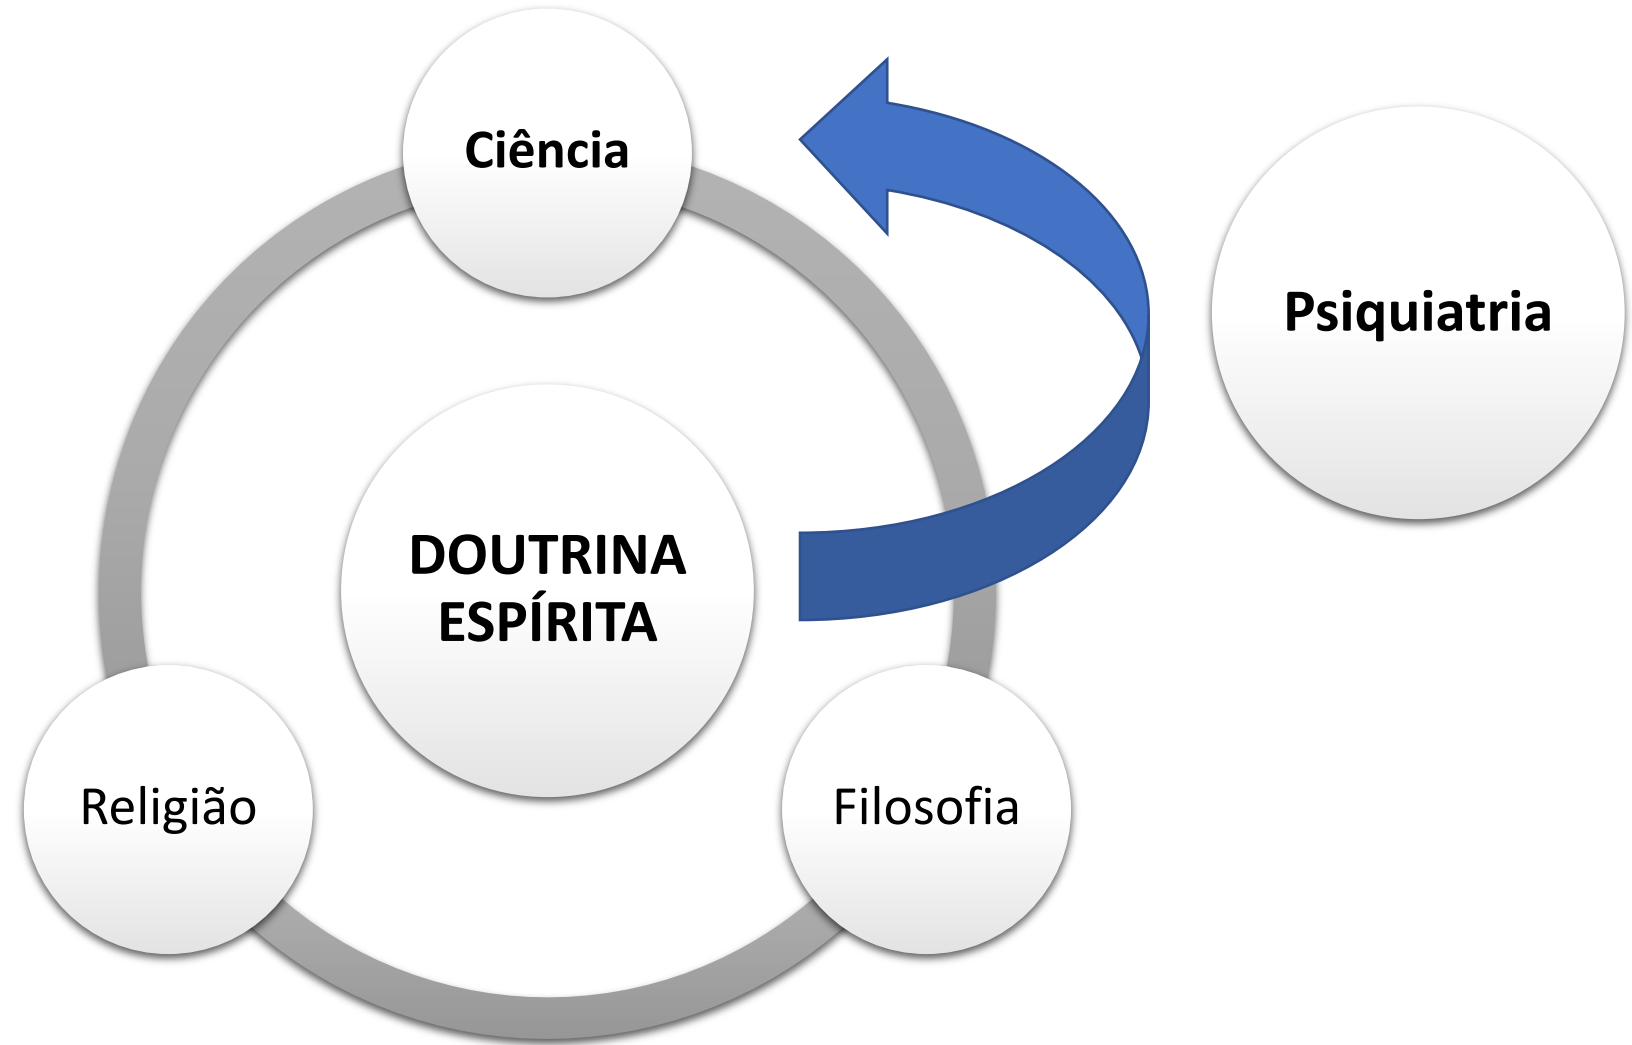 Ciência
Psiquiatria
DOUTRINA
ESPÍRITA
Religião
Filosofia